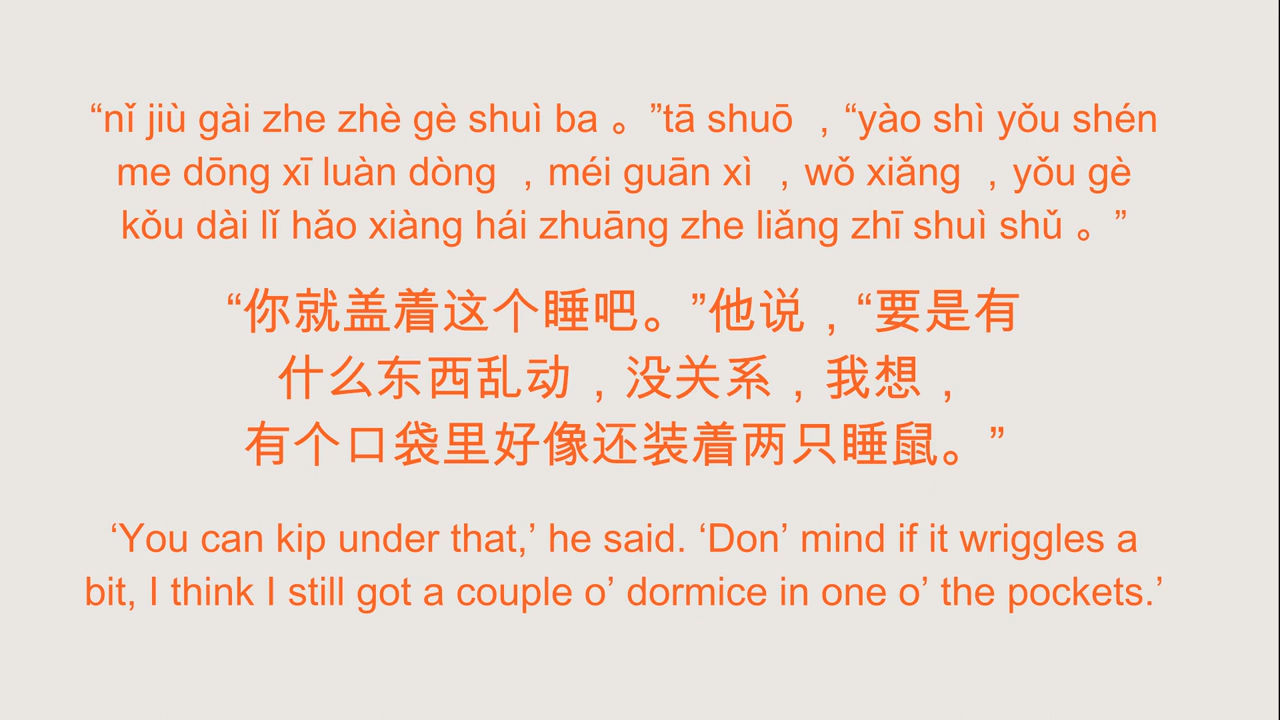 “nǐ jiù gài zhe zhè gè shuì ba 。”tā shuō ，“yào shì yǒu shén
me dōng xī luàn dòng ，méi guān xì ，wǒ xiǎng ，yǒu gè
kǒu dài lǐ hǎo xiàng hái zhuāng zhe liǎng zhī shuì shǔ 。”
“你就盖着这个睡吧。”他说，“要是有
什么东西乱动，没关系，我想，
有个口袋里好像还装着两只睡鼠。”
‘You can kip under that,’ he said. ‘Don’ mind if it wriggles a
bit, I think I still got a couple o’ dormice in one o’ the pockets.’